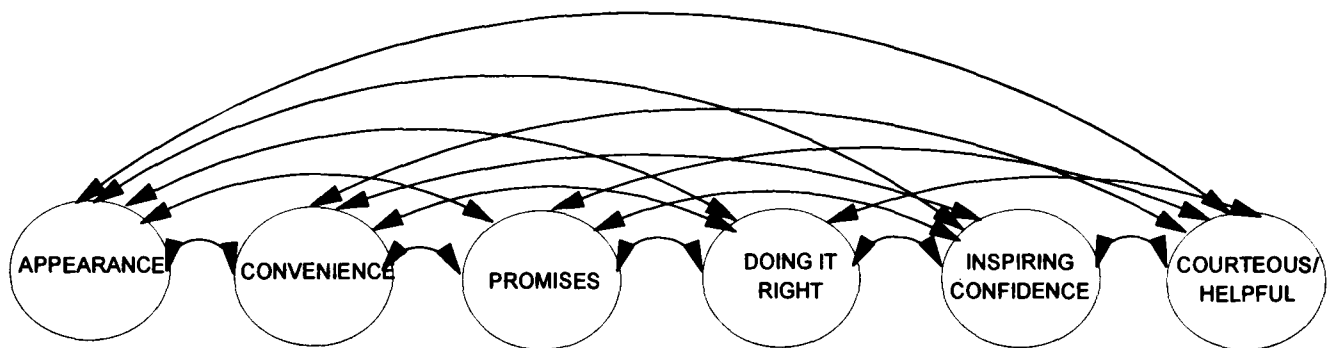 APPEARANCE
CONVENIENCE
PROMISES
DOING IT
RIGHT
INSPIRING
CONFIDENCE
COURTEOUS/
HELPFUL